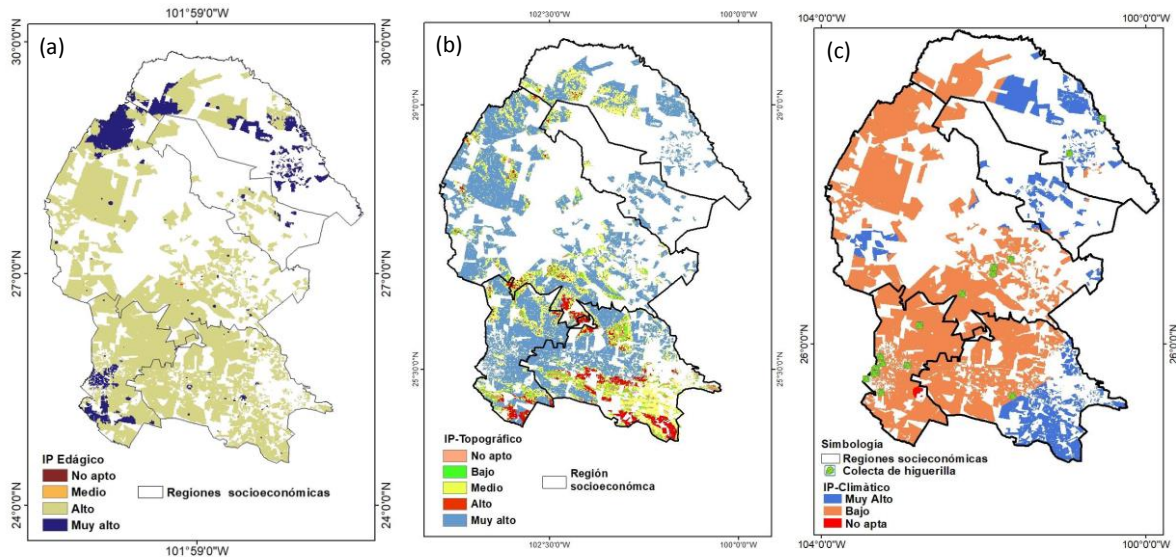 (a)
101°59'0"W
30°0'0"N
30°0'0"N
27°0'0"N
27°0'0"N
24°0'0"N
24°0'0"N
IP Edágico
No apto
Medio
Alto
Muy alto
Regiones socioeconómicas
101°59'0"W
(b)
102°30'0"W
100°0'0"W
29°0'0"N
29°0'0"N
25°30'0"N
25°30'0"N
IP-Topográfico
No apto
Bajo
Medio
Alto
Muy alto
Región
socioeconómca
102°30'0"W
100°0'0"W
(c)
104°0'0"W
100°0'0"W
26°0'0"N
26°0'0"N
Simbología
Regiones socioeconómicas
Colecta de higuerilla
IP-Climático
Muy Alto
Bajo
No apta
104°0'0"W
100°0'0"W